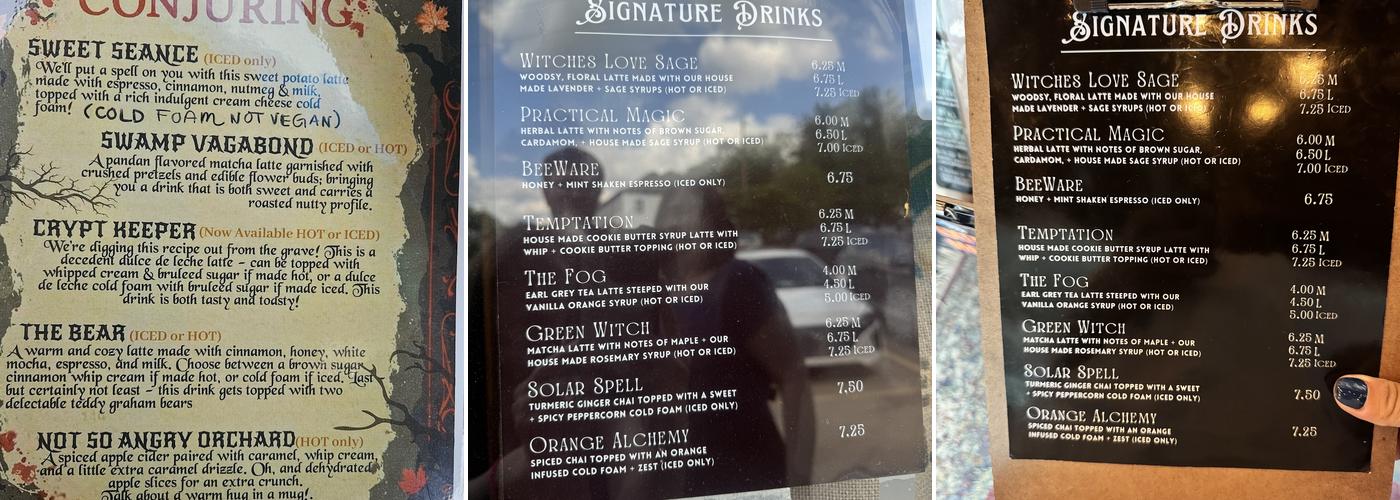 CONJURING
SWEET SEANCE (ICED only)
We'll put a spell on you with this sweet potato latte
made with espresso, cinnamon, nutmeg & milk,
topped with a rich indulgent cream cheese cold
foam! (COLD FOAM NOT VEGAN)
SWAMP VAGABOND (ICED or HOT)
A pandan flavored matcha latte garnished with
crushed pretzels and edible flower buds; bringing
you a drink that is both sweet and carries a
roasted nutty profile.
CRYPT KEEPER (Now Available HOT or ICED)
We're digging this recipe out from the grave! This is a
decedent dulce de leche latte - can be topped with
whipped cream & bruleed sugar if made hot, or a dulce
de leche cold foam with bruleed sugar if made iced. This
drink is both tasty and toasty!
THE BEAR (ICED or HOT)
A warm and cozy latte made with cinnamon, honey, white
mocha, espresso, and milk. Choose between a brown sugar
cinnamon whip cream if made hot, or cold foam if iced. Last
but certainly not least - this drink gets topped with two
delectable teddy graham bears
NOT SO ANGRY ORCHARD (HOT only)
A spiced apple cider paired with caramel, whip cream,
and a little extra caramel drizzle. Oh, and dehydrated
apple slices for an extra crunch.
Talk about a warm hug in a mug!
SIGNATURE DRINKS
WITCHES LOVE SAGE 6.25 M
WOODSY, FLORAL LATTE MADE WITH OUR HOUSE 6.75 L
MADE LAVENDER + SAGE SYRUPS (HOT OR ICED) 7.25 ICED
PRACTICAL MAGIC 6.00 M
HERBAL LATTE WITH NOTES OF BROWN SUGAR, 6.50 L
CARDAMOM, + HOUSE MADE SAGE SYRUP (HOT OR ICED) 7.00 ICED
BEEWARE
HONEY + MINT SHAKEN ESPRESSO (ICED ONLY) 6.75
TEMPTATION 6.25 M
HOUSE MADE COOKIE BUTTER SYRUP LATTE WITH 6.75 L
WHIP + COOKIE BUTTER TOPPING (HOT OR ICED) 7.25 ICED
THE FOG 4.00 M
EARL GREY TEA LATTE STEEPED WITH OUR 4.50 L
VANILLA ORANGE SYRUP (HOT OR ICED) 5.00 ICED
GREEN WITCH 6.25 M
MATCHA LATTE WITH NOTES OF MAPLE + OUR 6.75 L
HOUSE MADE ROSEMARY SYRUP (HOT OR ICED) 7.25 ICED
SOLAR SPELL 7.50
TURMERIC GINGER CHAI TOPPED WITH A SWEET
+ SPICY PEPPERCORN COLD FOAM (ICED ONLY)
ORANGE ALCHEMY 7.25
SPICED CHAI TOPPED WITH AN ORANGE
INFUSED COLD FOAM + ZEST (ICED ONLY)
SIGNATURE DRINKS
WITCHES LOVE SAGE 6.25 M
WOODSY, FLORAL LATTE MADE WITH OUR HOUSE 6.75 L
MADE LAVENDER + SAGE SYRUPS (HOT OR ICED) 7.25 ICED
PRACTICAL MAGIC 6.00 M
HERBAL LATTE WITH NOTES OF BROWN SUGAR, 6.50 L
CARDAMOM, + HOUSE MADE SAGE SYRUP (HOT OR ICED) 7.00 ICED
BEEWARE
HONEY + MINT SHAKEN ESPRESSO (ICED ONLY) 6.75
TEMPTATION 6.25 M
HOUSE MADE COOKIE BUTTER SYRUP LATTE WITH 6.75 L
WHIP + COOKIE BUTTER TOPPING (HOT OR ICED) 7.25 ICED
THE FOG 4.00 M
EARL GREY TEA LATTE STEEPED WITH OUR 4.50 L
VANILLA ORANGE SYRUP (HOT OR ICED) 5.00 ICED
GREEN WITCH 6.25 M
MATCHA LATTE WITH NOTES OF MAPLE + OUR 6.75 L
HOUSE MADE ROSEMARY SYRUP (HOT OR ICED) 7.25 ICED
SOLAR SPELL
TURMERIC GINGER CHAI TOPPED WITH A SWEET 7.50
+ SPICY PEPPERCORN COLD FOAM (ICED ONLY)
ORANGE ALCHEMY
SPICED CHAI TOPPED WITH AN ORANGE 7.25
INFUSED COLD FOAM + ZEST (ICED ONLY)